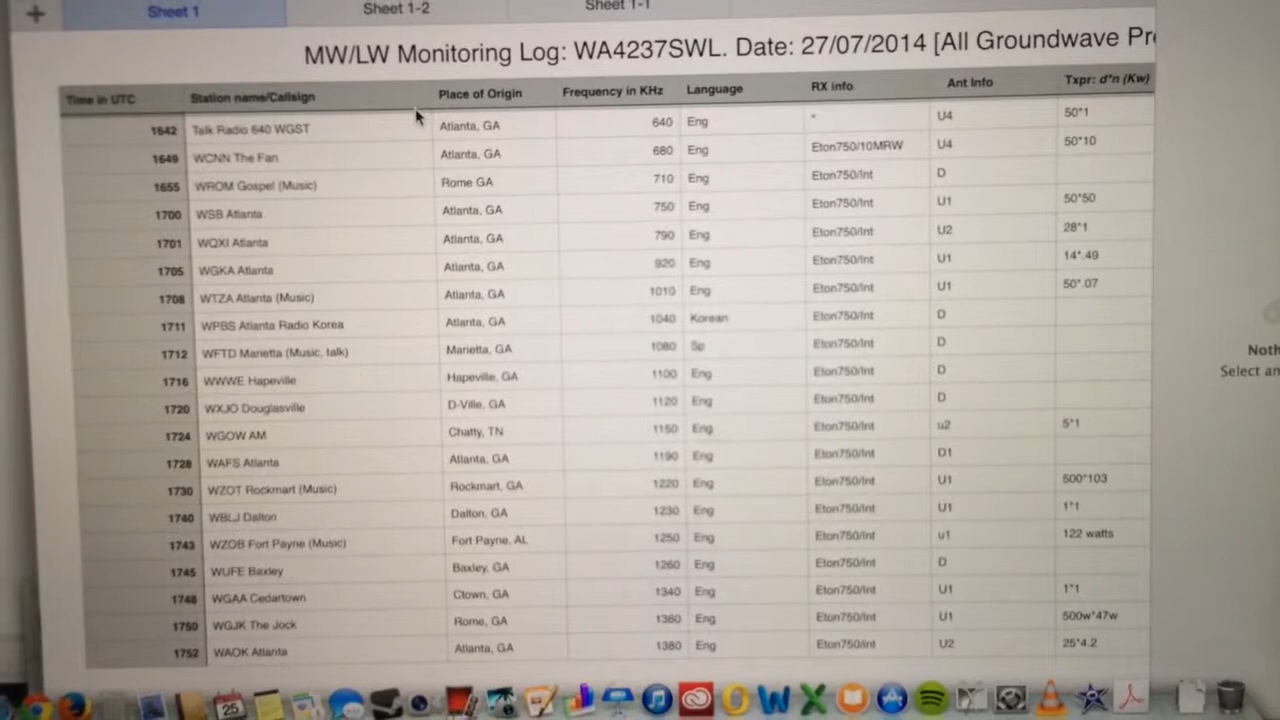 Sheet 1 Sheet 1-2 Sheet 1-1
MW/LW Monitoring Log: WA4237SWL. Date: 27/07/2014 [All Groundwave Pro
Time in UTC Station name/Callsign Place of Origin Frequency in KHz Language RX info Ant Info Txpr: d*n (Kw)
1642 Talk Radio 640 WGST Atlanta, GA 640 Eng * U4 50*1
1649 WCNN The Fan Atlanta, GA 680 Eng Eton750/10MRW U4 50*10
1655 WROM Gospel (Music) Rome GA 710 Eng Eton750/Int D
1700 WSB Atlanta Atlanta, GA 750 Eng Eton750/Int U1 50*50
1701 WQXI Atlanta Atlanta, GA 790 Eng Eton750/Int U2 28*1
1705 WGKA Atlanta Atlanta, GA 920 Eng Eton750/Int U1 14*.49
1708 WTZA Atlanta (Music) Atlanta, GA 1010 Eng Eton750/Int U1 50*.07
1711 WPBS Atlanta Radio Korea Atlanta, GA 1040 Korean Eton750/Int D
1712 WFTD Marietta (Music, talk) Marietta, GA 1080 Sp Eton750/Int D
1716 WWWE Hapeville Hapeville, GA 1100 Eng Eton750/Int D
1720 WXJO Douglasville D-Ville, GA 1120 Eng Eton750/Int D
1724 WGOW AM Chatty, TN 1150 Eng Eton750/Int u2 5*1
1728 WAFS Atlanta Atlanta, GA 1190 Eng Eton750/Int D1
1730 WZOT Rockmart (Music) Rockmart, GA 1220 Eng Eton750/Int U1 500*103
1740 WBLJ Dalton Dalton, GA 1230 Eng Eton750/Int U1 1*1
1743 WZOB Fort Payne (Music) Fort Payne, AL 1250 Eng Eton750/Int u1 122 watts
1745 WUFE Baxley Baxley, GA 1260 Eng Eton750/Int D
1748 WGAA Cedartown Ctown, GA 1340 Eng Eton750/Int U1 1*1
1750 WGJK The Jock Rome, GA 1360 Eng Eton750/Int U1 500w*47w
1752 WAOK Atlanta Atlanta, GA 1380 Eng Eton750/Int U2 25*4.2
Noth
Select an
25